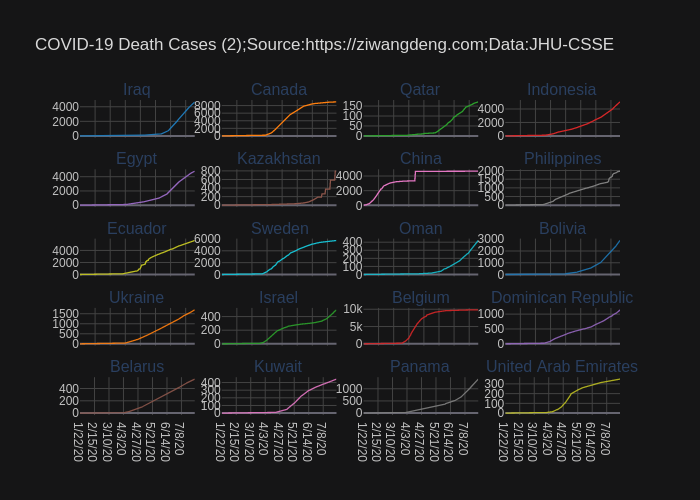 COVID-19 Death Cases (2);Source:https://ziwangdeng.com;Data:JHU-CSSE
Iraq Canada Qatar Indonesia
4000 2000 0
8000 6000 4000 2000 0
150 100 50 0
4000 2000 0
Egypt Kazakhstan China Philippines
4000 2000 0
800 600 400 200 0
4000 2000 0
2000 1500 1000 500 0
Ecuador Sweden Oman Bolivia
4000 2000 0
6000 4000 2000 0
400 300 200 100 0
3000 2000 1000 0
Ukraine Israel Belgium Dominican Republic
1500 1000 500 0
400 200 0
10k 5k 0
1000 500 0
Belarus Kuwait Panama United Arab Emirates
400 200 0
400 300 200 100 0
1000 500 0
300 200 100 0
1/22/20 2/15/20 3/10/20 4/3/20 4/27/20 5/21/20 6/14/20 7/8/20
1/22/20 2/15/20 3/10/20 4/3/20 4/27/20 5/21/20 6/14/20 7/8/20
1/22/20 2/15/20 3/10/20 4/3/20 4/27/20 5/21/20 6/14/20 7/8/20
1/22/20 2/15/20 3/10/20 4/3/20 4/27/20 5/21/20 6/14/20 7/8/20